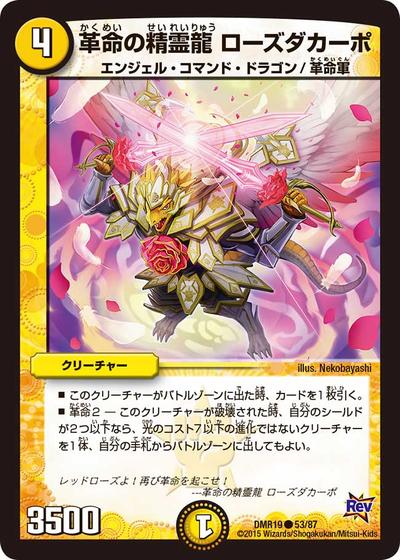 4
かくめい せいれいりゅう
革命の精霊龍 ローズダカーポ
かくめいぐん
エンジェル・コマンド・ドラゴン / 革命軍
クリーチャー
illus. Nekobayashi
■ このクリーチャーがバトルゾーンに出た時、カードを1枚引く。
■ 革命2 ― このクリーチャーが破壊された時、自分のシールド
が2つ以下なら、光のコスト7以下の進化ではないクリーチャー
を1体、自分の手札からバトルゾーンに出してもよい。
レッドローズよ!再び革命を起こせ!
---革命の精霊龍 ローズダカーポ
3500
1
DMR19 ● 53/87
©2015 Wizards/Shogakukan/Mitsui-Kids
Rev